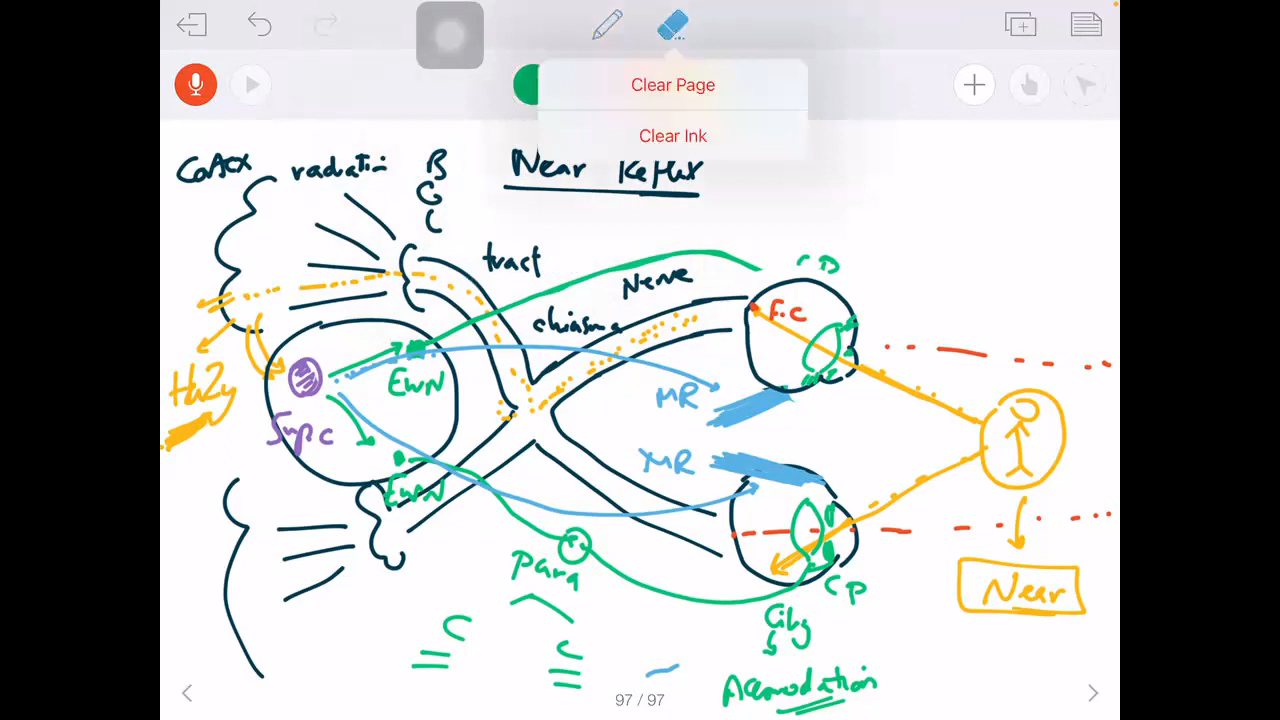 Clear Page
Clear Ink
Cortex radiation B
G
C
Near Reflex
tract
Nerve
chiasma
F.C
EWN
MR
MR
EWN
Para
CP
Near
C
C
Accomodation
97 / 97